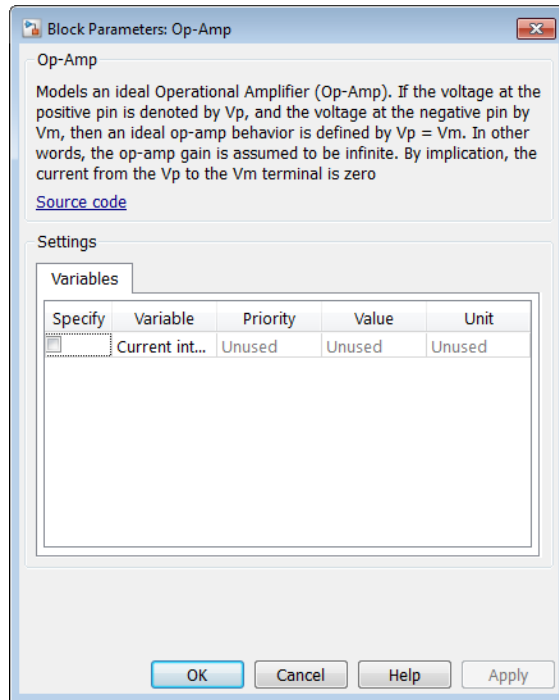 Block Parameters: Op-Amp
Op-Amp
Models an ideal Operational Amplifier (Op-Amp). If the voltage at the
positive pin is denoted by Vp, and the voltage at the negative pin by
Vm, then an ideal op-amp behavior is defined by Vp = Vm. In other
words, the op-amp gain is assumed to be infinite. By implication, the
current from the Vp to the Vm terminal is zero
Source code
Settings
Variables
Specify Variable Priority Value Unit
Current int... Unused Unused Unused
OK Cancel Help Apply